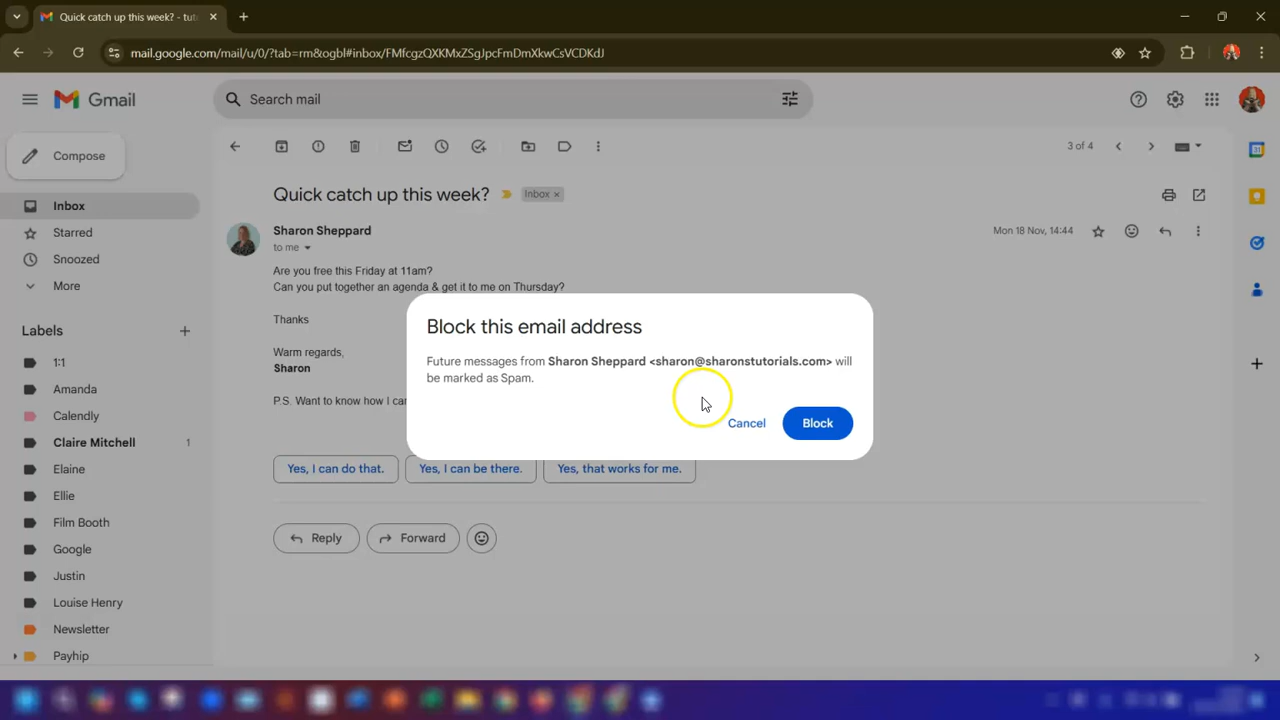 Quick catch up this week? - tut
mail.google.com/mail/u/0/?tab=rm&ogbl#inbox/FMfcgzQXKMxZSgJpcFmDmXkwCsVCDKdJ
Gmail
Search mail
Compose
3 of 4
Quick catch up this week?
Inbox ×
Inbox
Starred
Snoozed
More
Labels
1:1
Amanda
Calendly
Claire Mitchell 1
Elaine
Ellie
Film Booth
Google
Justin
Louise Henry
Newsletter
Payhip
Sharon Sheppard
Mon 18 Nov, 14:44
to me
Are you free this Friday at 11am?
Can you put together an agenda & get it to me on Thursday?
Thanks
Warm regards,
Sharon
P.S. Want to know how I ca
Block this email address
Future messages from Sharon Sheppard <sharon@sharonstutorials.com> will
be marked as Spam.
Cancel
Block
Yes, I can do that.
Yes, I can be there.
Yes, that works for me.
Reply
Forward